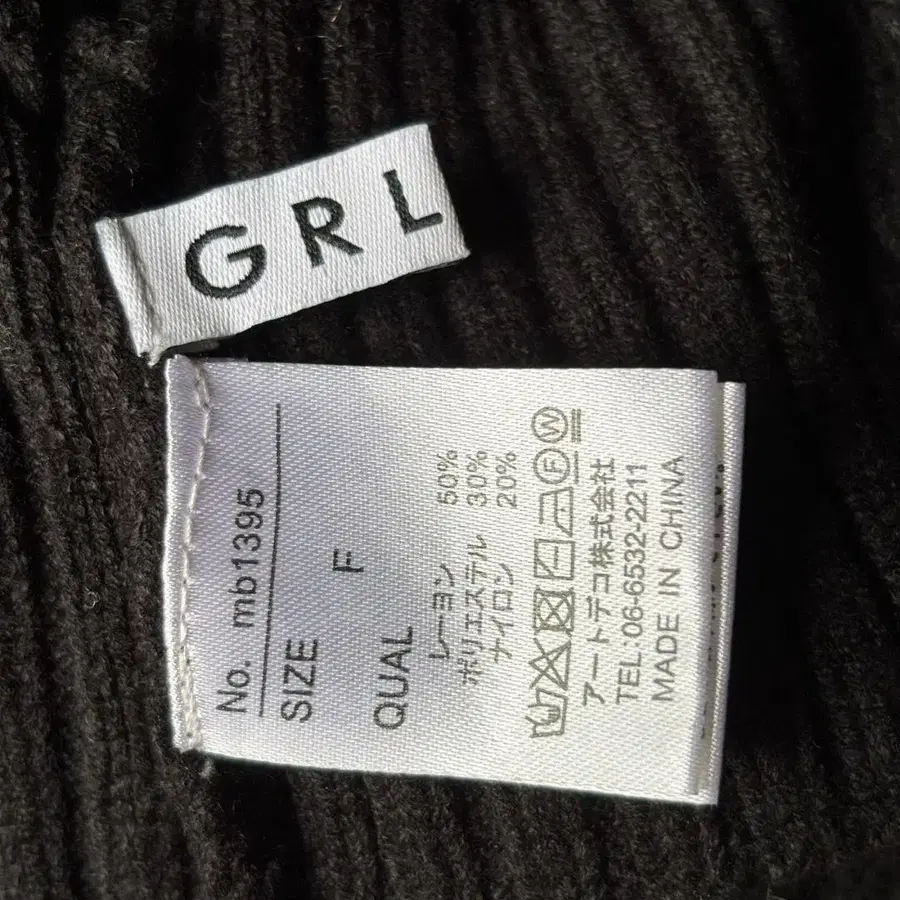 GRL
No. mb1395
SIZE
F
QUAL
レーヨン 50%
ポリエステル 30%
ナイロン 20%
アートデコ株式会社
TEL:06-6532-2211
MADE IN CHINA